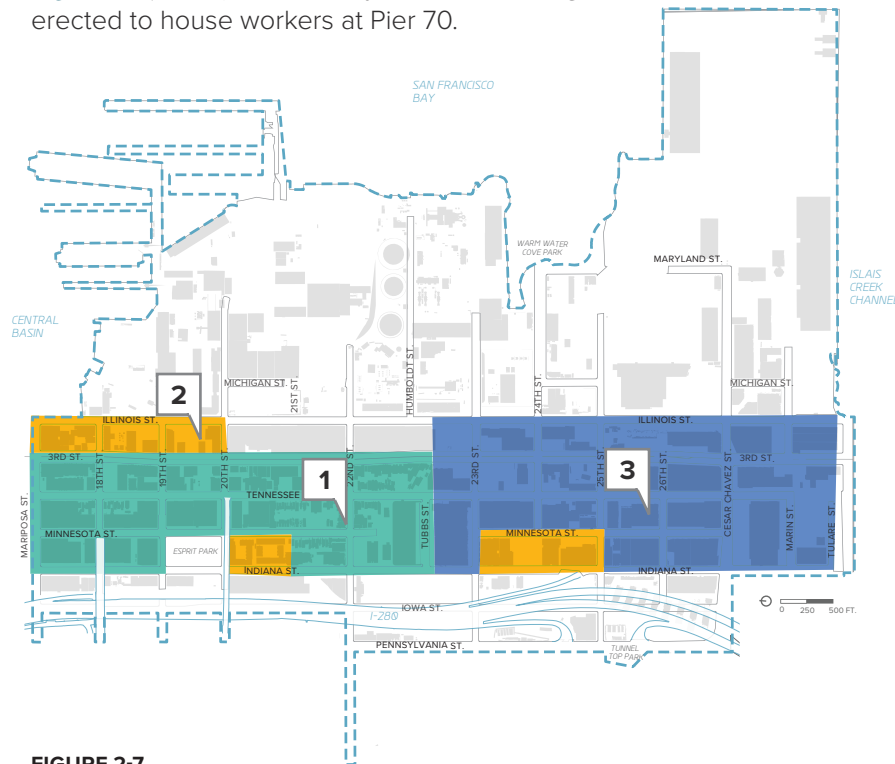 erected to house workers at Pier 70.
SAN FRANCISCO
BAY
WARM WATER
COVE PARK
MARYLAND ST.
ISLAIS
CREEK
CHANNEL
CENTRAL
BASIN
HUMBOLDT ST.
24TH ST.
MICHIGAN ST.
21ST ST.
MICHIGAN ST.
2
ILLINOIS ST.
ILLINOIS ST.
3RD ST.
18TH ST.
19TH ST.
20TH ST.
22ND ST.
23RD ST.
25TH ST.
26TH ST.
3RD ST.
1
3
TENNESSEE
MARIPOSA ST.
TUBBS ST.
CESAR CHAVEZ ST.
MARIN ST.
TULARE ST.
MINNESOTA ST.
MINNESOTA ST.
ESPRIT PARK
INDIANA ST.
INDIANA ST.
IOWA ST.
I-280
0 250 500 FT.
PENNSYLVANIA ST.
TUNNEL
TOP PARK
FIGURE 2-7